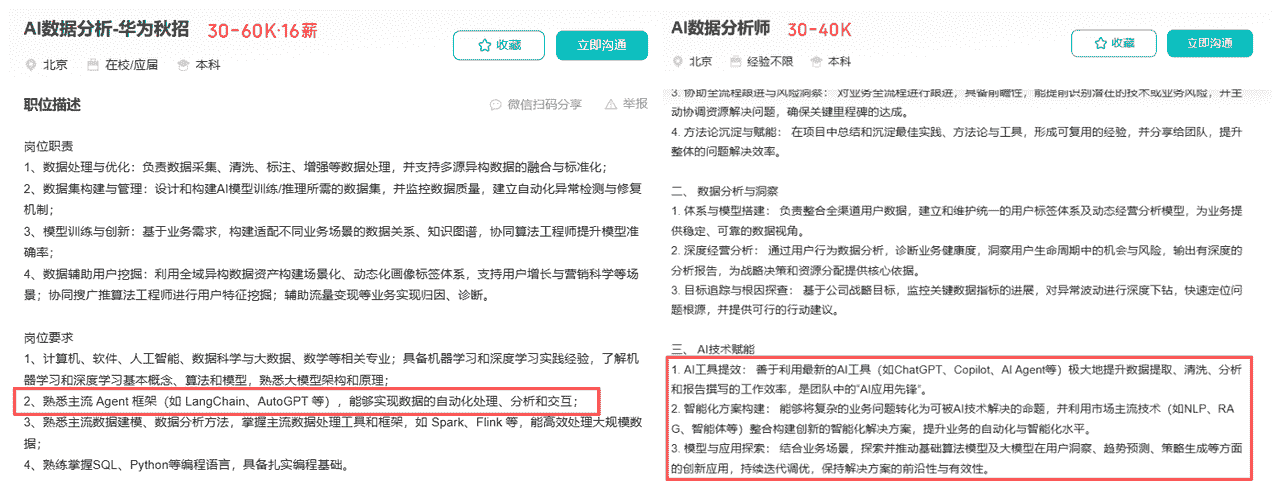 AI数据分析-华为秋招 30-60K·16薪
收藏 立即沟通
北京 在校/应届 本科
职位描述
微信扫码分享 举报
岗位职责
1、数据处理与优化：负责数据采集、清洗、标注、增强等数据处理，并支持多源异构数据的融合与标准化；
2、数据集构建与管理：设计和构建AI模型训练/推理所需的数据集，并监控数据质量，建立自动化异常检测与修复
机制；
3、模型训练与创新：基于业务需求，构建适配不同业务场景的数据关系、知识图谱，协同算法工程师提升模型准
确率；
4、数据辅助用户挖掘：利用全域异构数据资产构建场景化、动态化画像标签体系，支持用户增长与营销科学等场
景；协同搜广推算法工程师进行用户特征挖掘；辅助流量变现等业务实现归因、诊断。
岗位要求
1、计算机、软件、人工智能、数据科学与大数据、数学等相关专业；具备机器学习和深度学习实践经验，了解机
器学习和深度学习基本概念、算法和模型，熟悉大模型架构和原理；
2、熟悉主流 Agent 框架（如 LangChain、AutoGPT 等），能够实现数据的自动化处理、分析和交互；
3、熟悉主流数据建模、数据分析方法，掌握主流数据处理工具和框架，如 Spark、Flink 等，能高效处理大规模数
据；
4、熟练掌握SQL、Python等编程语言，具备扎实编程基础。
AI数据分析师 30-40K
收藏 立即沟通
北京 经验不限 本科
3. 协助全流程跟进与风险洞察： 对业务全流程进行跟进，具备前瞻性，能提前识别潜在的技术或业务风险，并主
动协调资源解决问题，确保关键里程碑的达成。
4. 方法论沉淀与赋能： 在项目中总结和沉淀最佳实践、方法论与工具，形成可复用的经验，并分享给团队，提升
整体的问题解决效率。
二、 数据分析与洞察
1. 体系与模型搭建： 负责整合全渠道用户数据，建立和维护统一的用户标签体系及动态经营分析模型，为业务提
供稳定、可靠的数据视角。
2. 深度经营分析： 通过用户行为数据分析，诊断业务健康度，洞察用户生命周期中的机会与风险，输出有深度的
分析报告，为战略决策和资源分配提供核心依据。
3. 目标追踪与根因探查： 基于公司战略目标，监控关键数据指标的进展，对异常波动进行深度下钻，快速定位问
题根源，并提供可行的行动建议。
三、 AI技术赋能
1. AI工具提效： 善于利用最新的AI工具（如ChatGPT、Copilot、AI Agent等）极大地提升数据提取、清洗、分析
和报告撰写的工作效率，是团队中的“AI应用先锋”。
2. 智能化方案构建： 能够将复杂的业务问题转化为可被AI技术解决的命题，并利用市场主流技术（如NLP、RA
G、智能体等）整合构建创新的智能化解决方案，提升业务的自动化与智能化水平。
3. 模型与应用探索： 结合业务场景，探索并推动基础算法模型及大模型在用户洞察、趋势预测、策略生成等方面
的创新应用，持续迭代调优，保持解决方案的前沿性与有效性。